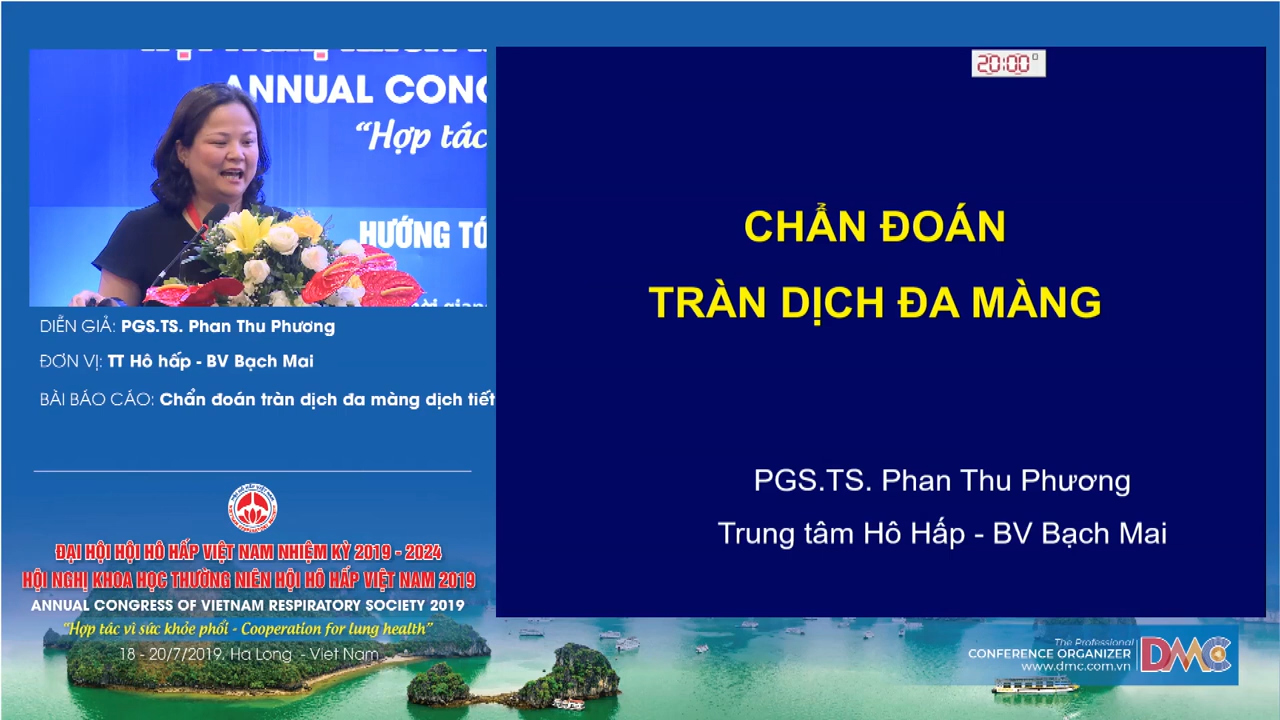 ANNUAL CONG
“Hợp tác
HƯỚNG TỚ
DIỄN GIẢ: PGS.TS. Phan Thu Phương
ĐƠN VỊ: TT Hô hấp - BV Bạch Mai
BÀI BÁO CÁO: Chẩn đoán tràn dịch đa màng dịch tiết
ĐẠI HỘI HỘI HÔ HẤP VIỆT NAM NHIỆM KỲ 2019 - 2024
HỘI NGHỊ KHOA HỌC THƯỜNG NIÊN HỘI HÔ HẤP VIỆT NAM 2019
ANNUAL CONGRESS OF VIETNAM RESPIRATORY SOCIETY 2019
“Hợp tác vì sức khỏe phổi - Cooperation for lung health”
18 - 20/7/2019. Ha Long - Viet Nam
20:00
CHẨN ĐOÁN
TRÀN DỊCH ĐA MÀNG
PGS.TS. Phan Thu Phương
Trung tâm Hô Hấp - BV Bạch Mai
The Professional
CONFERENCE ORGANIZER
www.dmc.com.vn
DMC